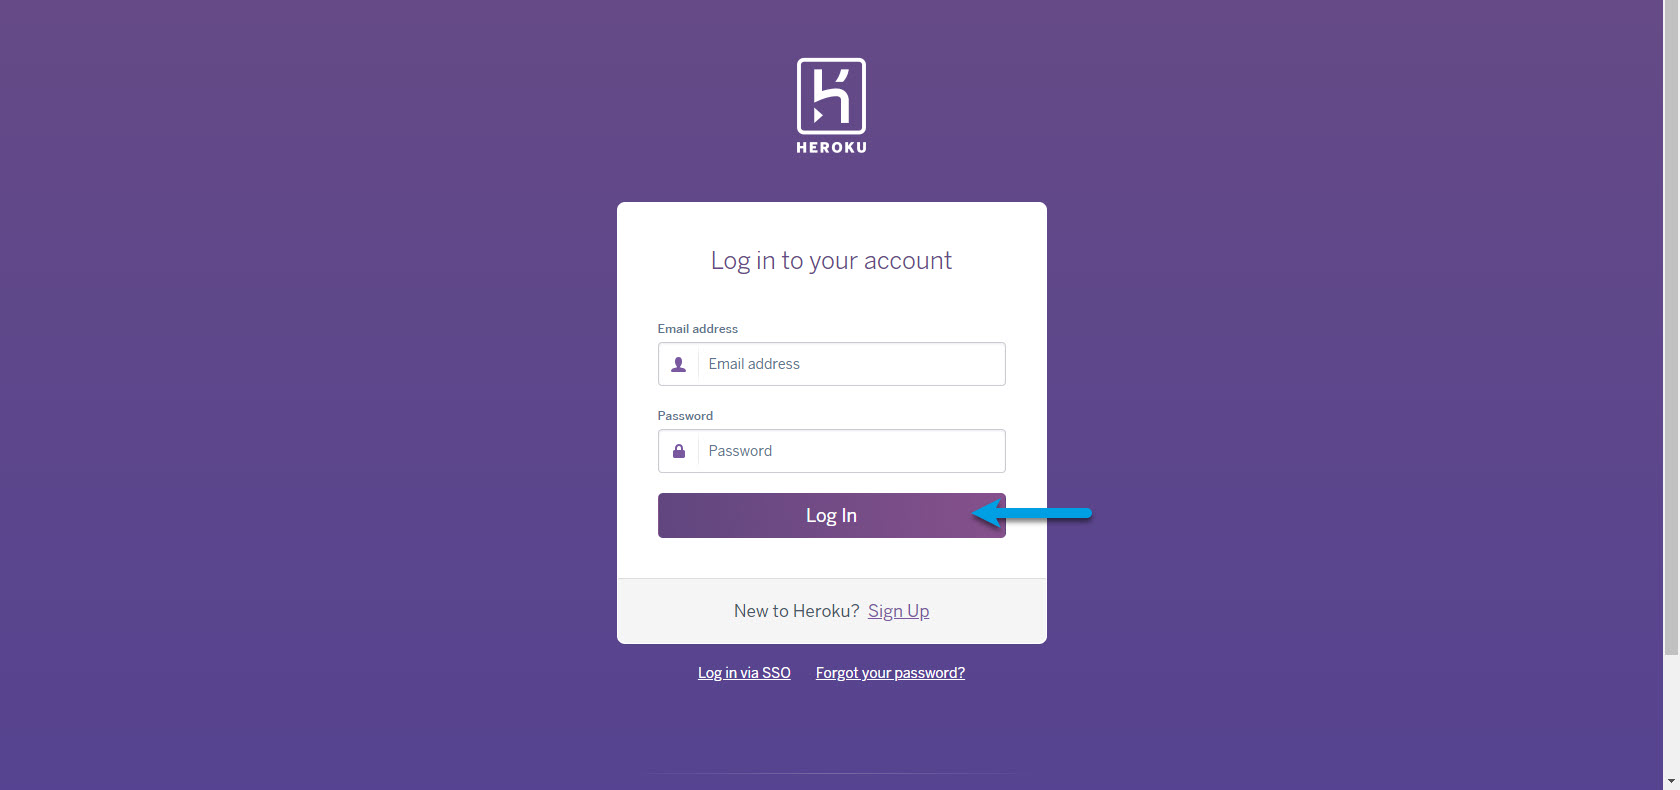 HEROKU
Log in to your account
Email address
Email address
Password
Password
Log In
New to Heroku? Sign Up
Log in via SSO Forgot your password?